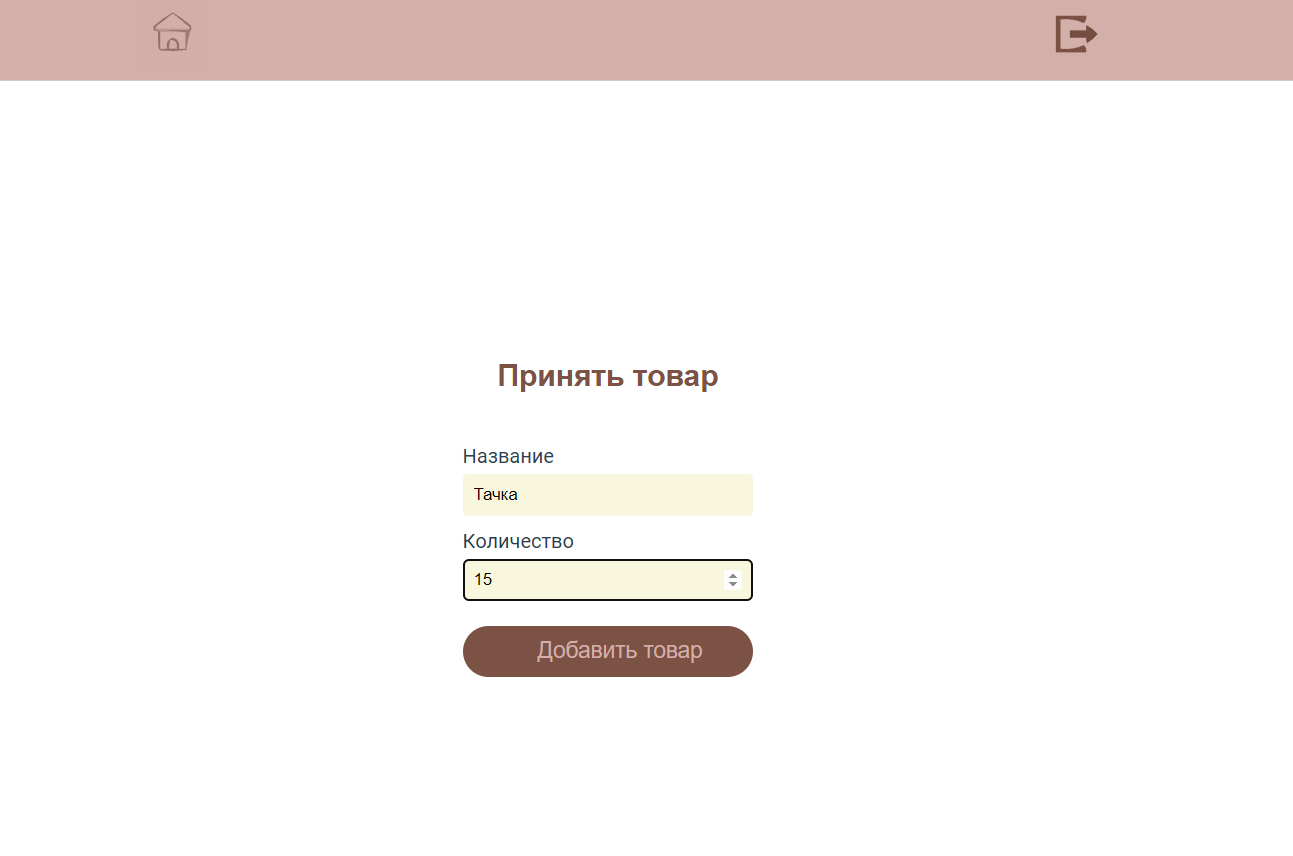 Принять товар
Название
Тачка
Количество
15
Добавить товар